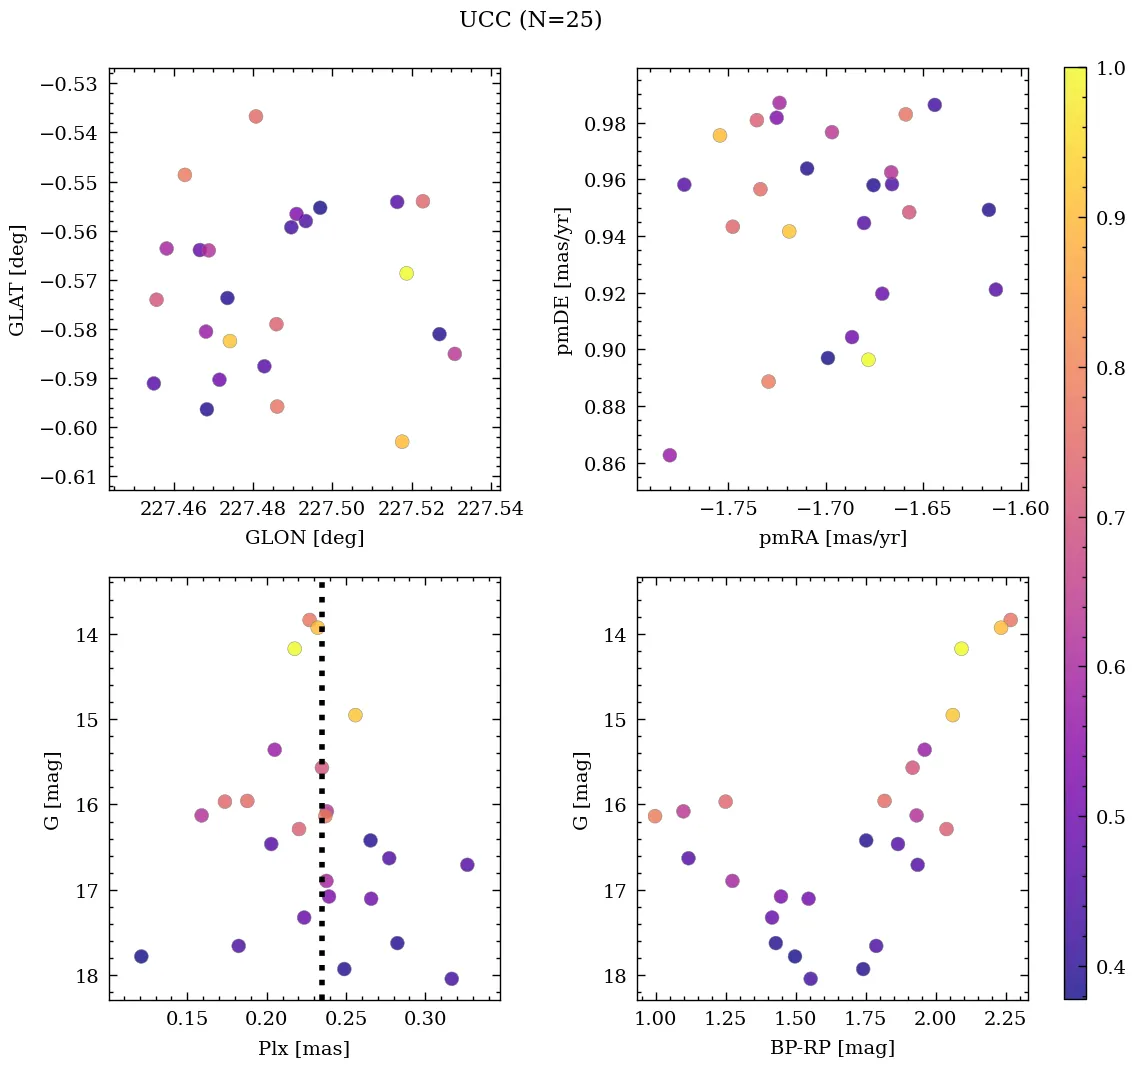 UCC (N=25)
−0.53
−0.54
−0.55
−0.56
−0.57
−0.58
−0.59
−0.60
−0.61
GLAT [deg]
227.46 227.48 227.50 227.52 227.54
GLON [deg]
0.98
0.96
0.94
0.92
0.90
0.88
0.86
pmDE [mas/yr]
−1.75 −1.70 −1.65 −1.60
pmRA [mas/yr]
14
15
16
17
18
G [mag]
0.15 0.20 0.25 0.30
Plx [mas]
14
15
16
17
18
G [mag]
1.00 1.25 1.50 1.75 2.00 2.25
BP-RP [mag]
1.0
0.9
0.8
0.7
0.6
0.5
0.4